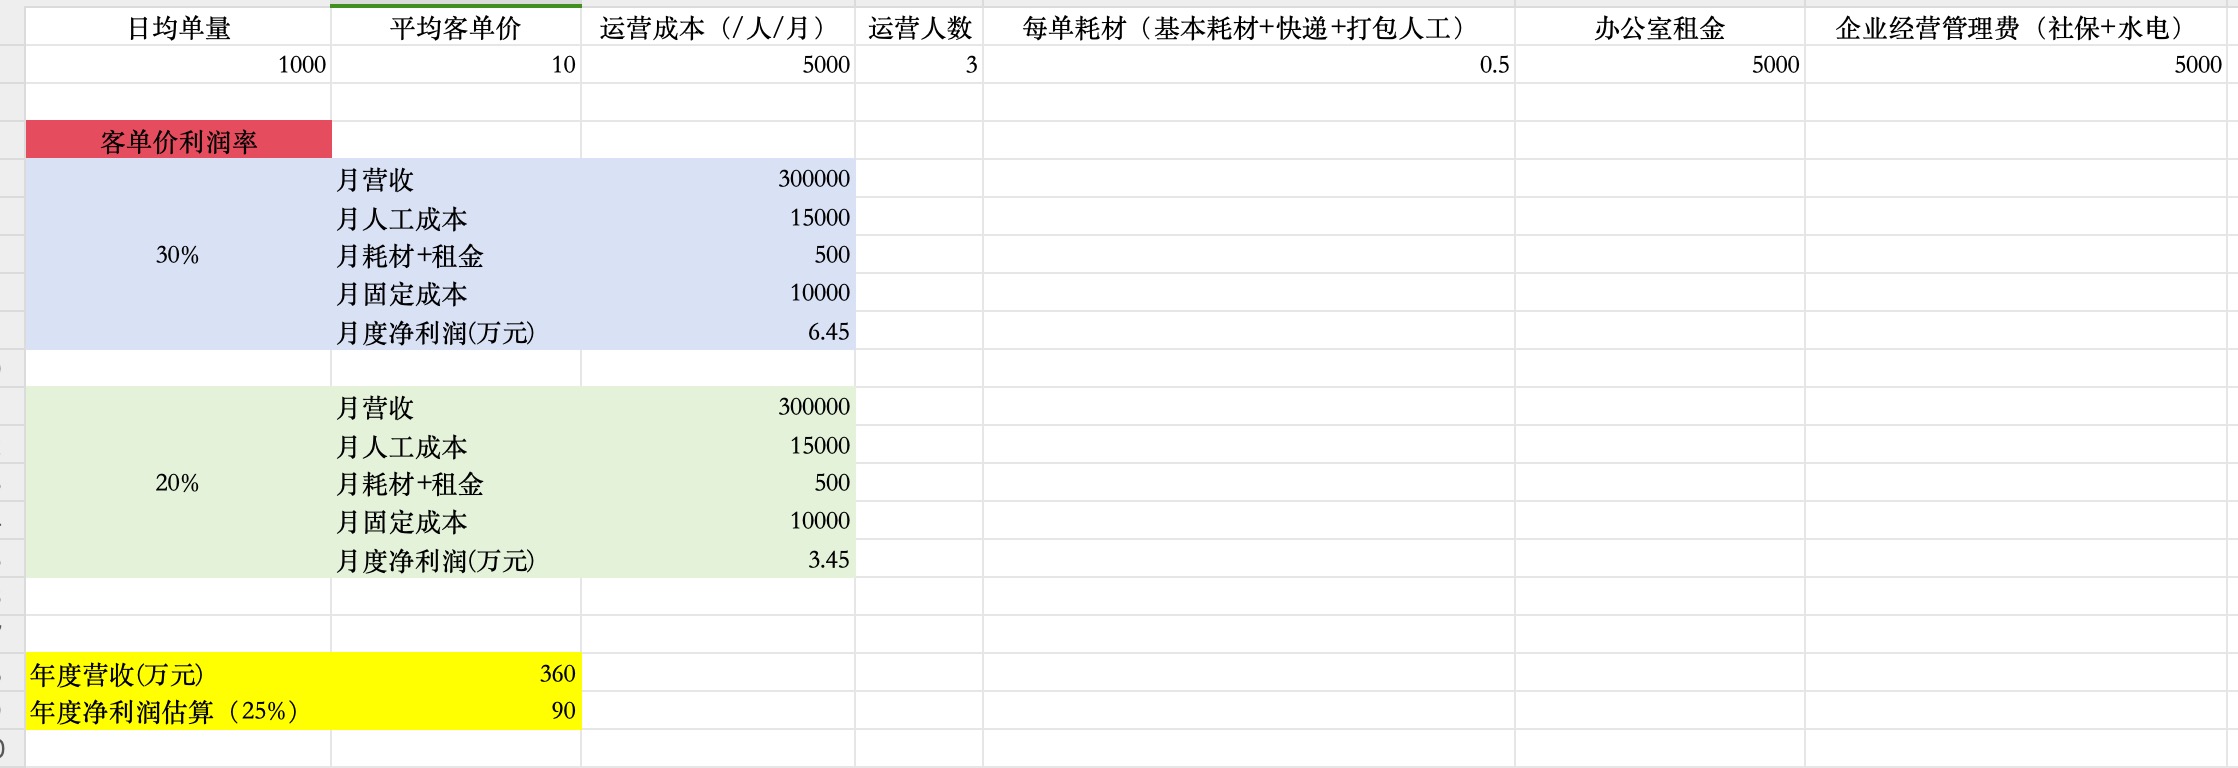 日均单量 平均客单价 运营成本（/人/月） 运营人数 每单耗材（基本耗材+快递+打包人工） 办公室租金 企业经营管理费（社保+水电）
1000 10 5000 3 0.5 5000 5000
客单价利润率
月营收 300000
月人工成本 15000
30% 月耗材+租金 500
月固定成本 10000
月度净利润(万元) 6.45
月营收 300000
月人工成本 15000
20% 月耗材+租金 500
月固定成本 10000
月度净利润(万元) 3.45
年度营收(万元) 360
年度净利润估算（25%） 90